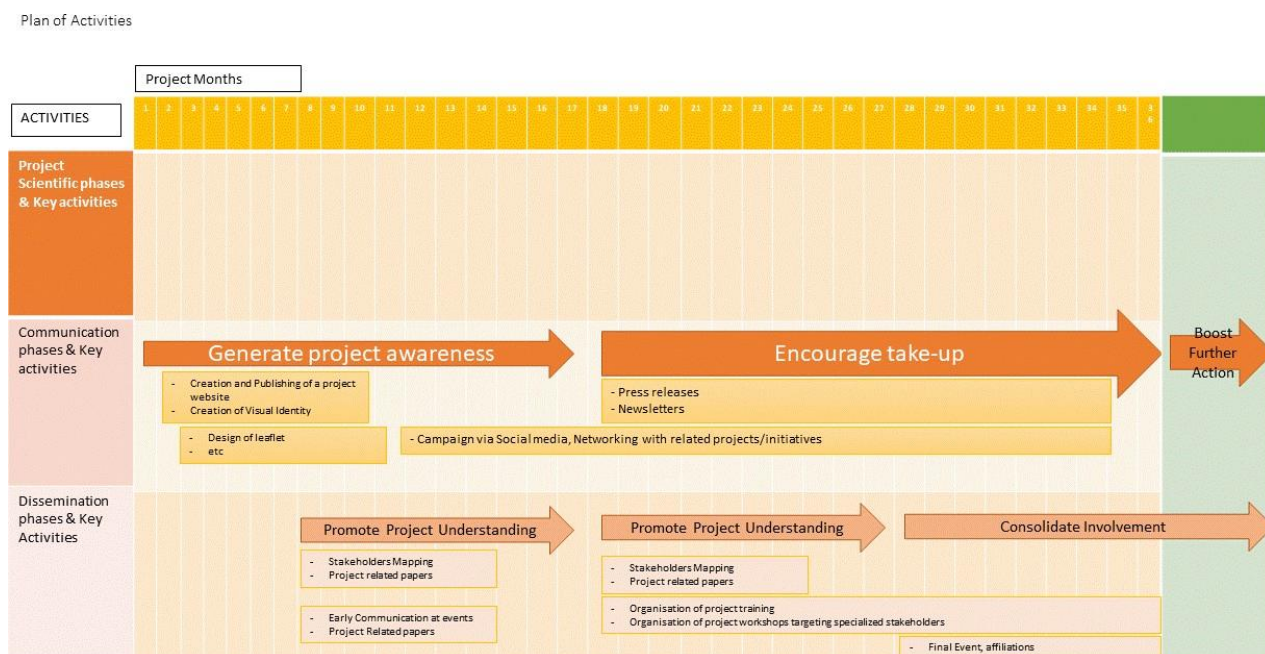 Plan of Activities
Project Months
ACTIVITIES
1 2 3 4 5 6 7 8 9 10 11 12 13 14 15 16 17 18 19 20 21 22 23 24 25 26 27 28 29 30 31 32 33 34 35 36
Project
Scientific phases
& Key activities
Communication
phases & Key
activities
Generate project awareness
Encourage take-up
Boost
Further
Action
- Creation and Publishing of a project
website
- Creation of Visual Identity
- Press releases
- Newsletters
- Design of leaflet
- etc
- Campaign via Social media, Networking with related projects/initiatives
Dissemination
phases & Key
Activities
Promote Project Understanding
Promote Project Understanding
Consolidate Involvement
- Stakeholders Mapping
- Project related papers
- Stakeholders Mapping
- Project related papers
- Early Communication at events
- Project Related papers
- Organisation of project training
- Organisation of project workshops targeting specialized stakeholders
- Final Event, affiliations